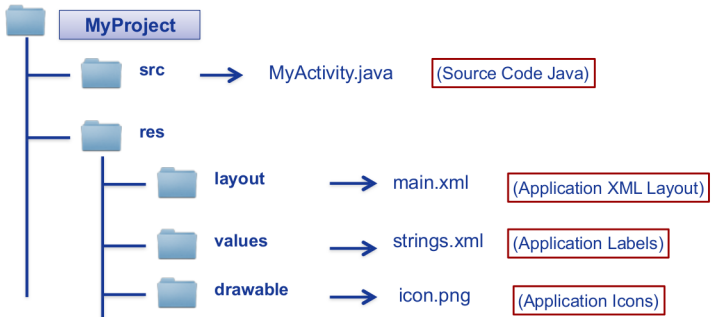 MyProject
src MyActivity.java (Source Code Java)
res
layout main.xml (Application XML Layout)
values strings.xml (Application Labels)
drawable icon.png (Application Icons)